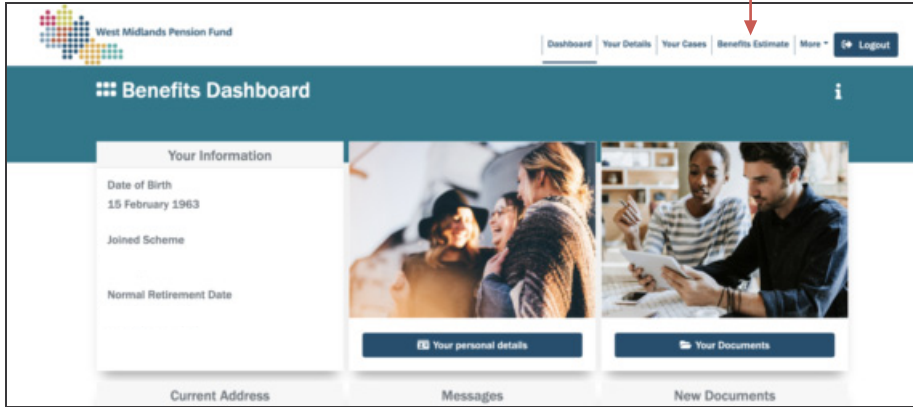 West Midlands Pension Fund
Dashboard Your Details Your Cases Benefits Estimate More Logout
Benefits Dashboard
i
Your Information
Date of Birth
15 February 1963
Joined Scheme
Normal Retirement Date
Your personal details
Your Documents
Current Address
Messages
New Documents